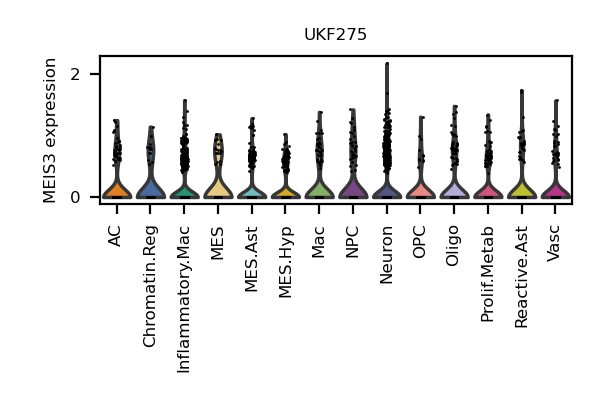 UKF275
MEIS3 expression
2
0
AC
Chromatin.Reg
Inflammatory.Mac
MES
MES.Ast
MES.Hyp
Mac
NPC
Neuron
OPC
Oligo
Prolif.Metab
Reactive.Ast
Vasc